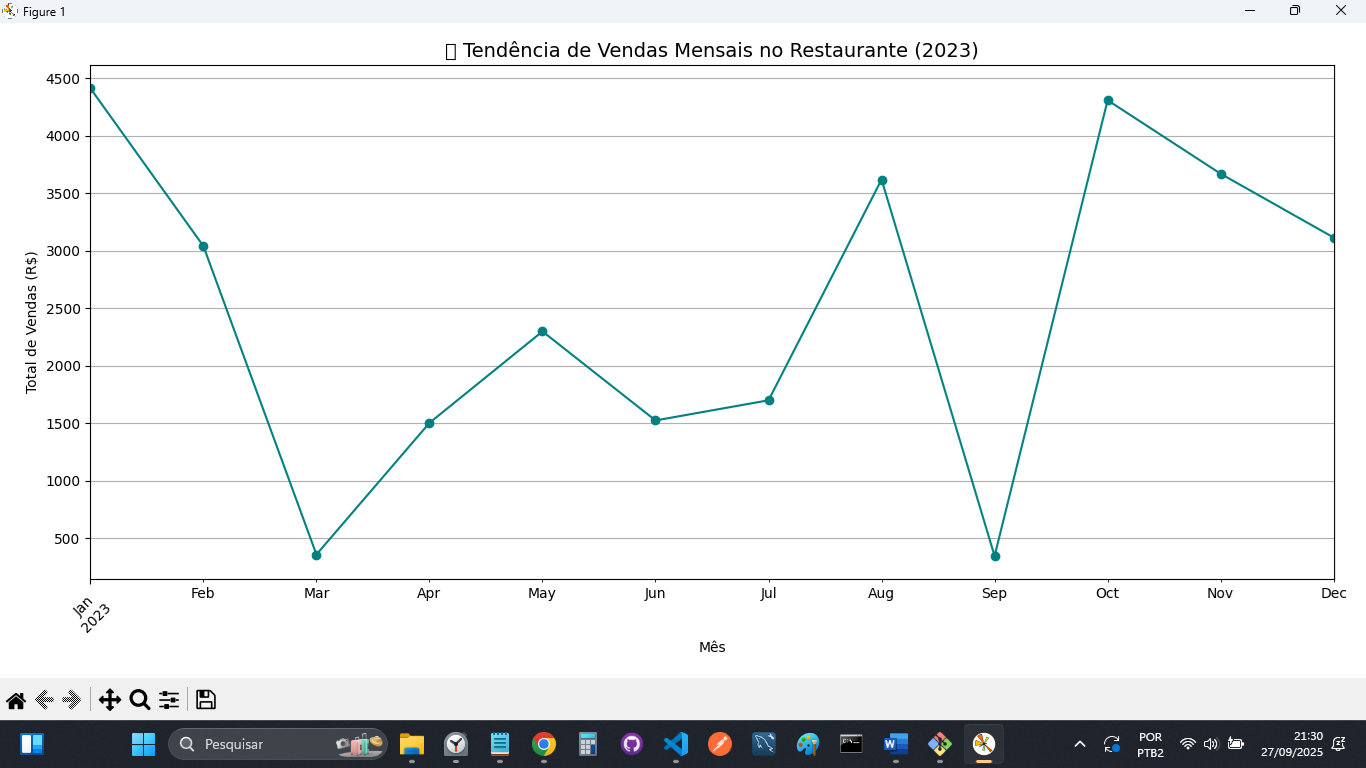 Figure 1
Tendência de Vendas Mensais no Restaurante (2023)
4500
4000
3500
3000
2500
2000
1500
1000
500
Total de Vendas (R$)
Jan
2023
Feb
Mar
Apr
May
Jun
Jul
Aug
Sep
Oct
Nov
Dec
Mês
Pesquisar
POR
PTB2
21:30
27/09/2025